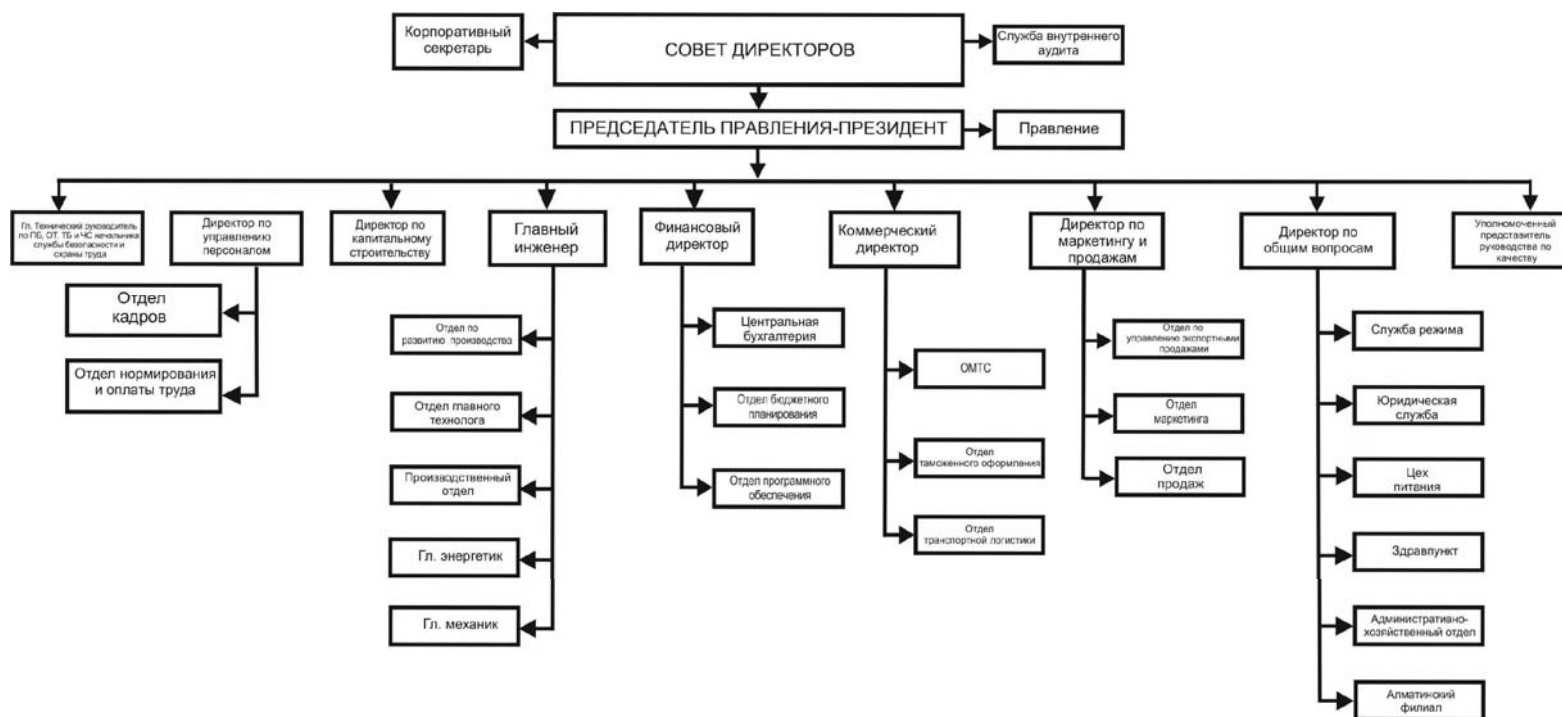 Корпоративный
секретарь
СОВЕТ ДИРЕКТОРОВ
Служба внутреннего
аудита
ПРЕДСЕДАТЕЛЬ ПРАВЛЕНИЯ-ПРЕЗИДЕНТ
Правление
Гл. Технический руководитель
по ПБ, ОТ, ТБ и ЧС начальника
службы безопасности и
охраны труда
Директор по
управлению
персоналом
Директор по
капитальному
строительству
Главный
инженер
Финансовый
директор
Коммерческий
директор
Директор по
маркетингу и
продажам
Директор по
общим вопросам
Уполномоченный
представитель
руководства по
качеству
Отдел
кадров
Отдел нормирования
и оплаты труда
Отдел по
развитию производства
Отдел главного
технолога
Производственный
отдел
Гл. энергетик
Гл. механик
Центральная
бухгалтерия
Отдел бюджетного
планирования
Отдел программного
обеспечения
ОМТС
Отдел
таможенного оформления
Отдел
транспортной логистики
Отдел по
управлению экспортными
продажами
Отдел
маркетинга
Отдел
продаж
Служба режима
Юридическая
служба
Цех
питания
Здравпункт
Административно-
хозяйственный отдел
Алматинский
филиал